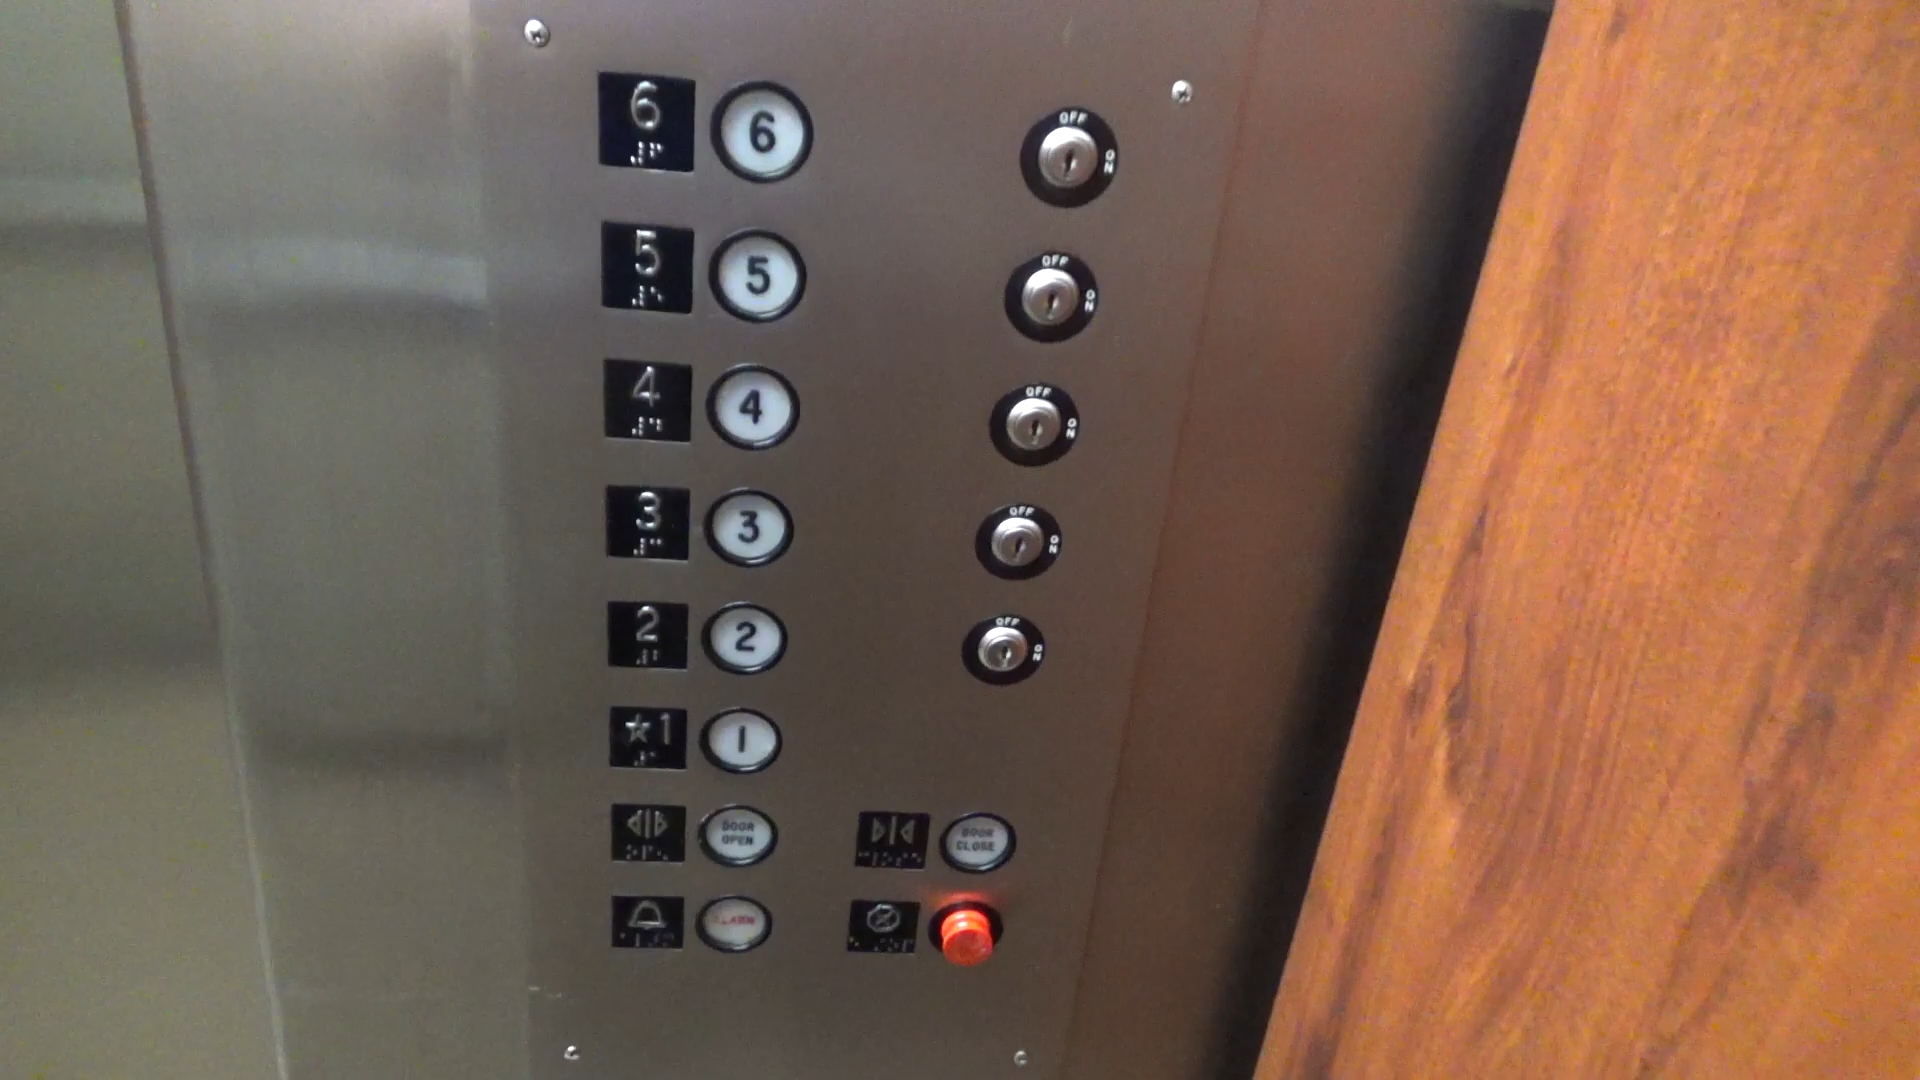 6 6 OFF
ON
5 5 OFF
ON
4 4 OFF
ON
3 3 OFF
ON
2 2 OFF
ON
★1 1
DOOR
OPEN
DOOR
CLOSE
ALARM